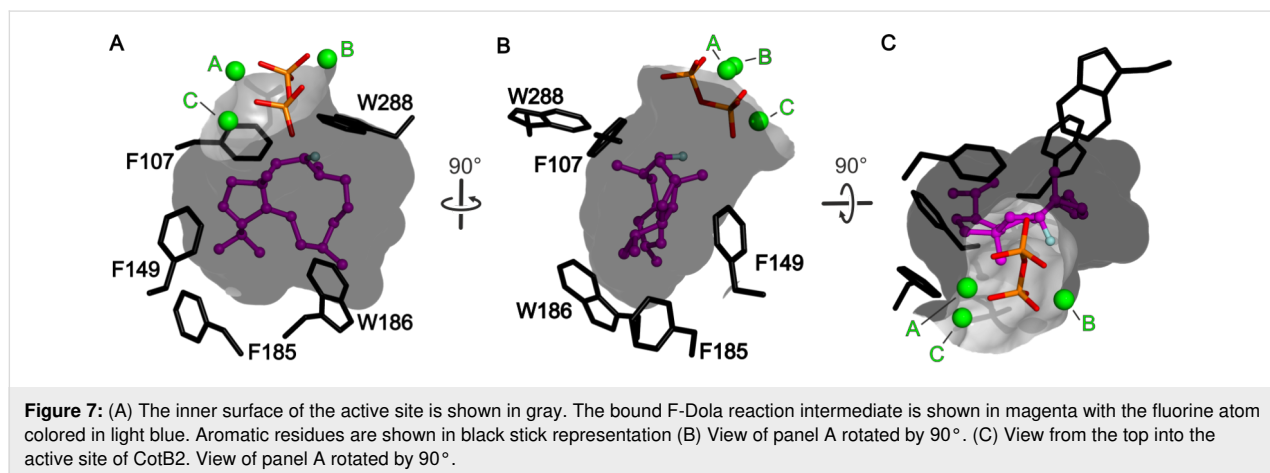 A
B
C
A
B
C
W288
F107
F149
F185
W186
90°
A
B
C
W288
F107
F149
W186
F185
90°
A
B
C
Figure 7: (A) The inner surface of the active site is shown in gray. The bound F-Dola reaction intermediate is shown in magenta with the fluorine atom
colored in light blue. Aromatic residues are shown in black stick representation (B) View of panel A rotated by 90°. (C) View from the top into the
active site of CotB2. View of panel A rotated by 90°.